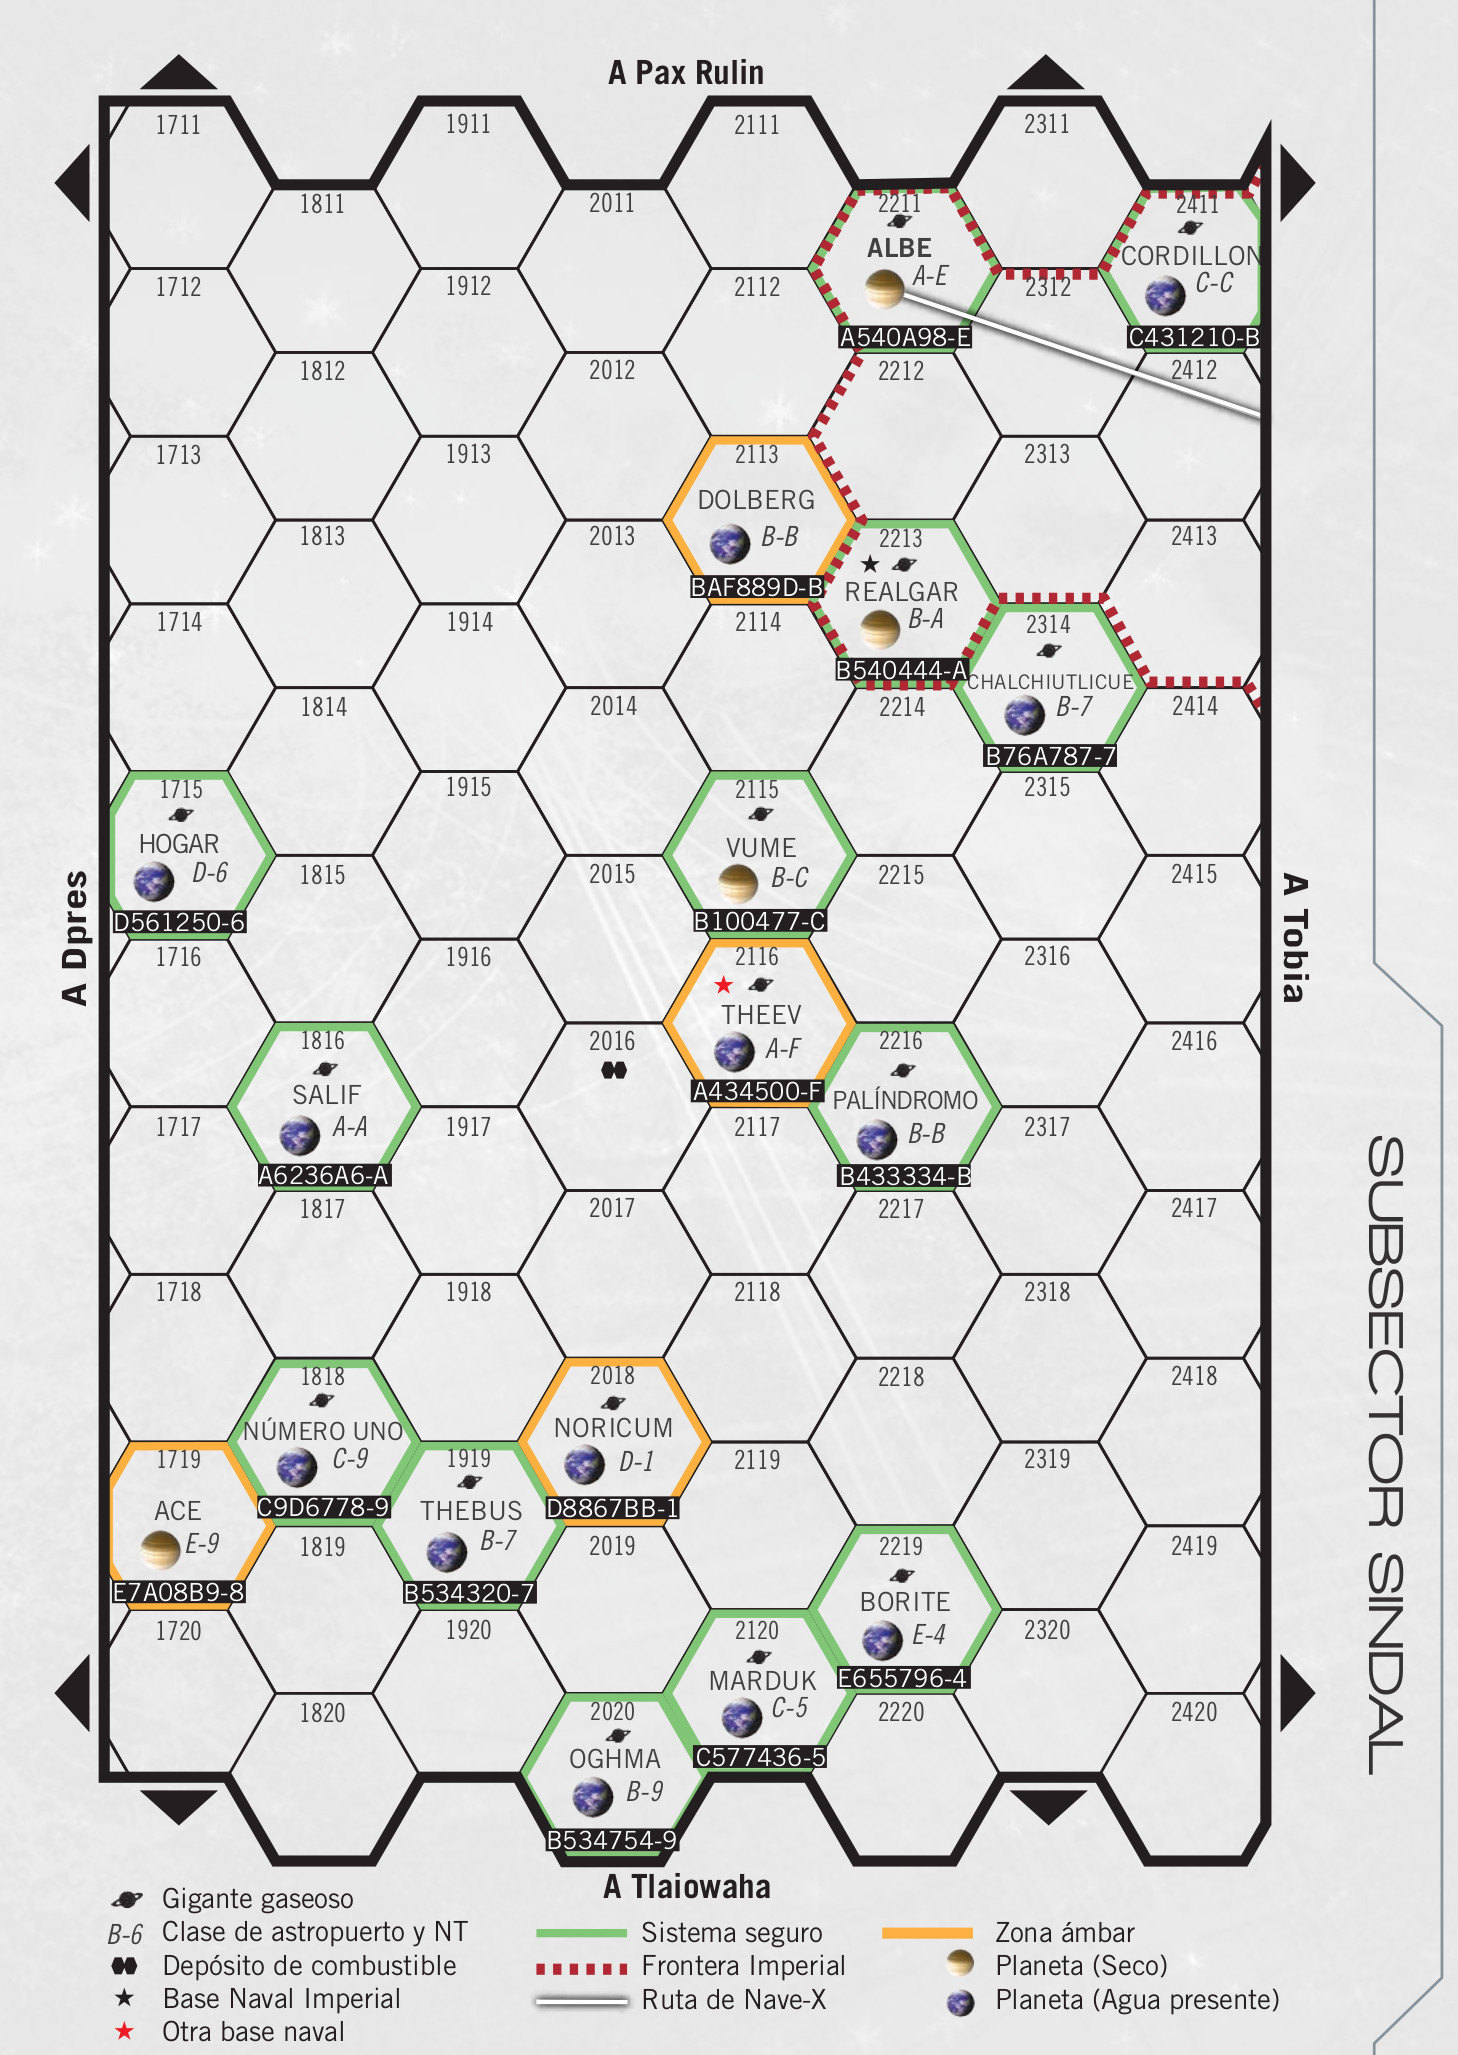 A Pax Rulin
1711
1911
2111
2311
1811
2011
2211
2411
ALBE
A-E
CORDILLON
C-C
1712
1912
2112
2312
A540A98-E
C431210-B
1812
2012
2212
2412
1713
1913
2113
2313
DOLBERG
B-B
1813
2013
2213
2413
BAF889D-B
REALGAR
B-A
1714
1914
2114
2314
B540444-A
CHALCHIUTLICUE
B-7
1814
2014
2214
2414
B76A787-7
1715
1915
2115
2315
HOGAR
D-6
VUME
B-C
1815
2015
2215
2415
D561250-6
B100477-C
1716
1916
2116
2316
THEEV
A-F
1816
2016
2216
2416
SALIF
A-A
A434500-F
PALÍNDROMO
B-B
1717
1917
2117
2317
A6236A6-A
B433334-B
1817
2017
2217
2417
1718
1918
2118
2318
1818
2018
2218
2418
NÚMERO UNO
C-9
NORICUM
D-1
1719
1919
2119
2319
C9D6778-9
D8867BB-1
ACE
E-9
THEBUS
B-7
1819
2019
2219
2419
E7A08B9-8
B534320-7
BORITE
E-4
1720
1920
2120
2320
E655796-4
MARDUK
C-5
1820
2020
2220
2420
C577436-5
OGHMA
B-9
B534754-9
A Dpres
A Tobia
A Tlaiowaha
SUBSECTOR SINDAL
Gigante gaseoso
B-6 Clase de astropuerto y NT
Depósito de combustible
Base Naval Imperial
Otra base naval
Sistema seguro
Frontera Imperial
Ruta de Nave-X
Zona ámbar
Planeta (Seco)
Planeta (Agua presente)